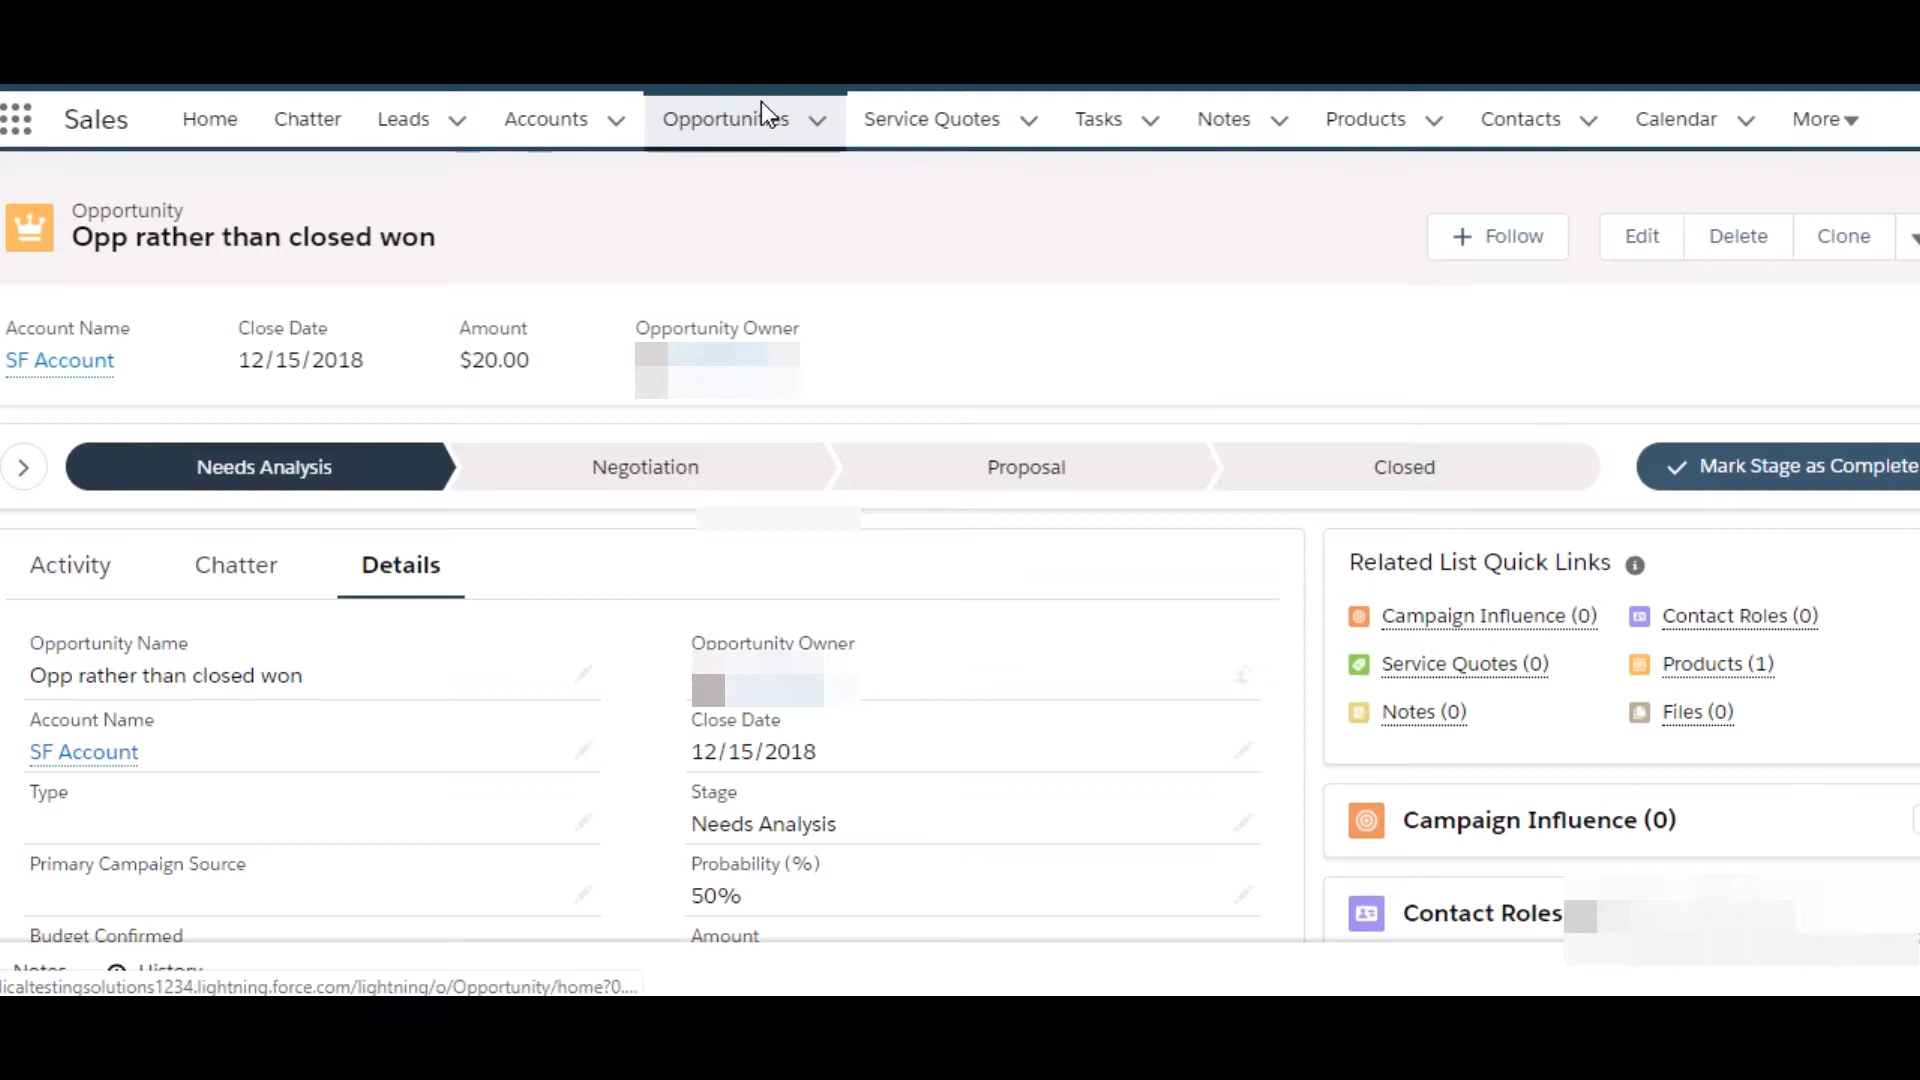 Sales Home Chatter Leads Accounts Opportunities Service Quotes Tasks Notes Products Contacts Calendar More
Opportunity
Opp rather than closed won
+ Follow Edit Delete Clone
Account Name Close Date Amount Opportunity Owner
SF Account 12/15/2018 $20.00
Needs Analysis Negotiation Proposal Closed Mark Stage as Complete
Activity Chatter Details
Opportunity Name Opportunity Owner
Opp rather than closed won
Account Name Close Date
SF Account 12/15/2018
Type Stage
Needs Analysis
Primary Campaign Source Probability (%)
50%
Budget Confirmed Amount
Related List Quick Links
Campaign Influence (0) Contact Roles (0)
Service Quotes (0) Products (1)
Notes (0) Files (0)
Campaign Influence (0)
Contact Roles
Notes History
icaltestingsolutions1234.lightning.force.com/lightning/o/Opportunity/home?0....